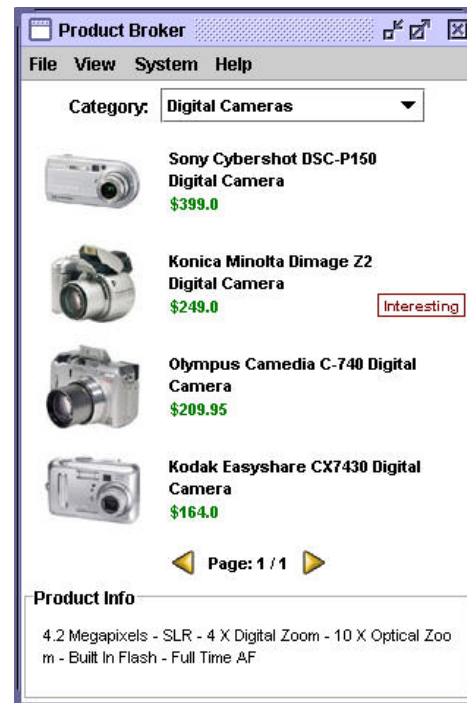 Product Broker
File View System Help
Category: Digital Cameras
Sony Cybershot DSC-P150
Digital Camera
$399.0
Konica Minolta Dimage Z2
Digital Camera
$249.0
Interesting
Olympus Camedia C-740 Digital
Camera
$209.95
Kodak Easyshare CX7430 Digital
Camera
$164.0
Page: 1 / 1
Product Info
4.2 Megapixels - SLR - 4 X Digital Zoom - 10 X Optical Zoo
m - Built In Flash - Full Time AF